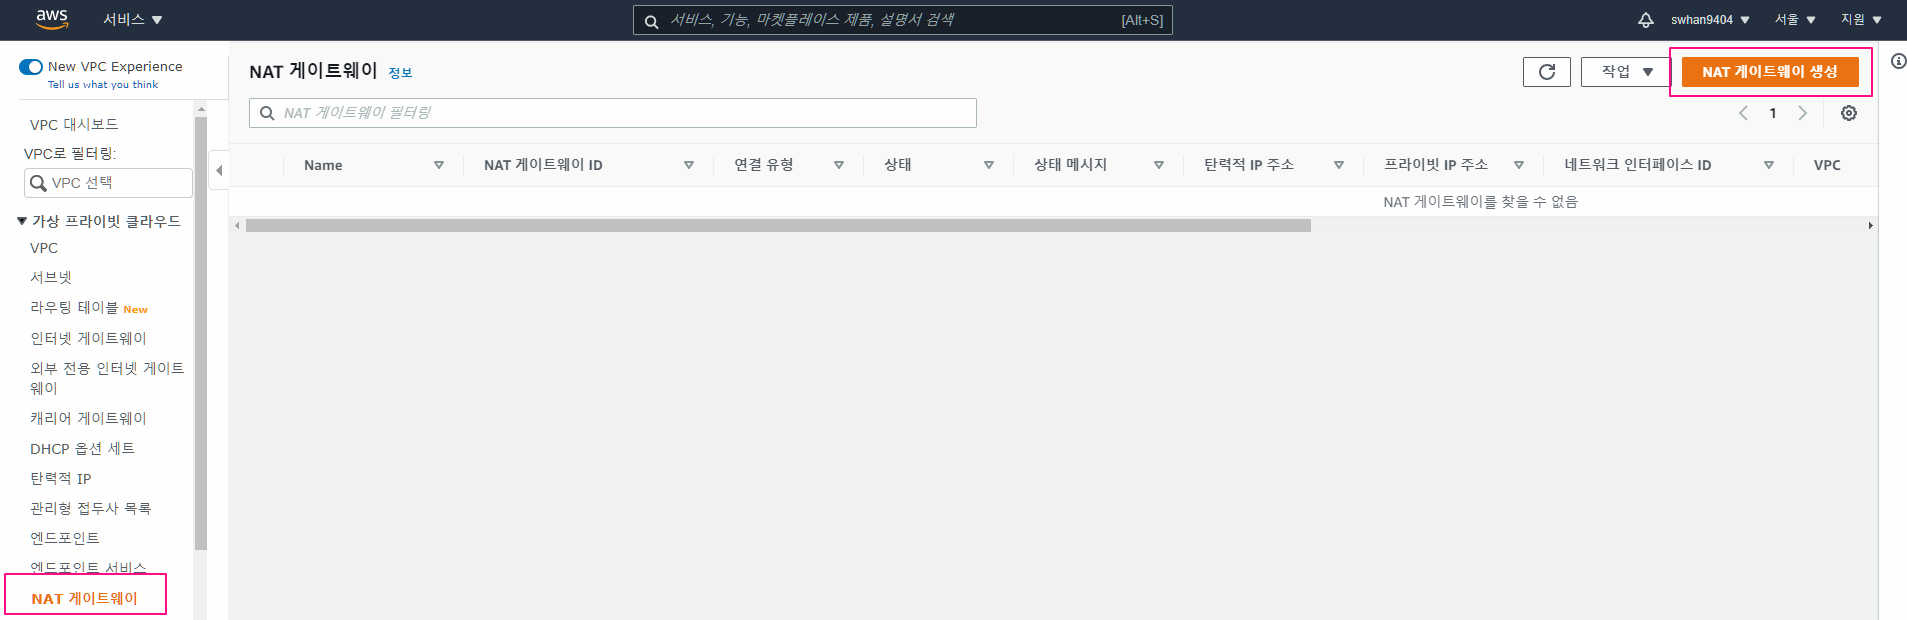 aws 서비스 ▼ 서비스, 기능, 마켓플레이스 제품, 설명서 검색 [Alt+S] swhan9404 ▼ 서울 ▼ 지원 ▼
New VPC Experience
Tell us what you think
VPC 대시보드
VPC로 필터링:
VPC 선택
▼ 가상 프라이빗 클라우드
VPC
서브넷
라우팅 테이블 New
인터넷 게이트웨이
외부 전용 인터넷 게이트
웨이
캐리어 게이트웨이
DHCP 옵션 세트
탄력적 IP
관리형 접두사 목록
엔드포인트
엔드포인트 서비스
NAT 게이트웨이
NAT 게이트웨이 정보
작업 ▼ NAT 게이트웨이 생성
NAT 게이트웨이 필터링
1
Name NAT 게이트웨이 ID 연결 유형 상태 상태 메시지 탄력적 IP 주소 프라이빗 IP 주소 네트워크 인터페이스 ID VPC
NAT 게이트웨이를 찾을 수 없음